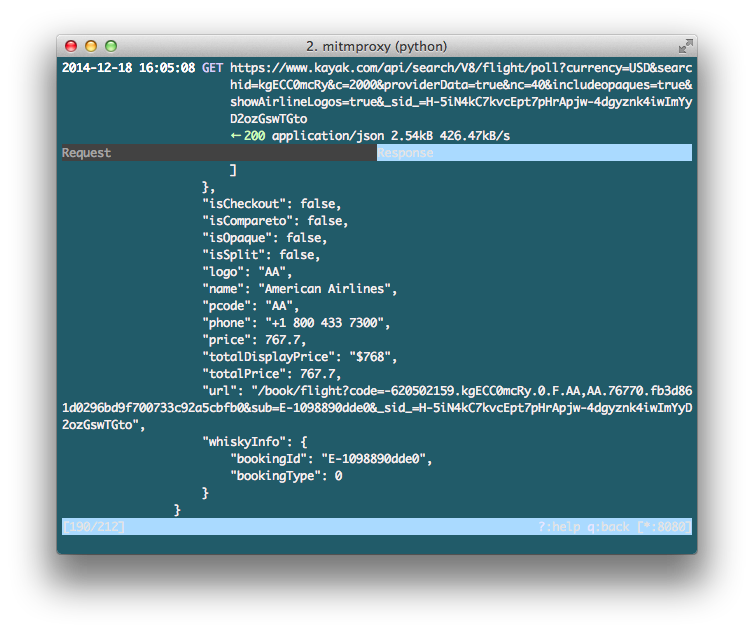 2. mitmproxy (python)
2014-12-18 16:05:08 GET https://www.kayak.com/api/search/V8/flight/poll?currency=USD&searc
hid=kgECC0mcRy&c=2000&providerData=true&nc=40&includeopaques=true&
showAirlineLogos=true&_sid_=H-5iN4kC7kvcEpt7pHrApjw-4dgyznk4iwImYy
D2ozGswTGto
←200 application/json 2.54kB 426.47kB/s
Request Response
]
},
"isCheckout": false,
"isCompareto": false,
"isOpaque": false,
"isSplit": false,
"logo": "AA",
"name": "American Airlines",
"pcode": "AA",
"phone": "+1 800 433 7300",
"price": 767.7,
"totalDisplayPrice": "$768",
"totalPrice": 767.7,
"url": "/book/flight?code=-620502159.kgECC0mcRy.0.F.AA,AA.76770.fb3d86
1d0296bd9f700733c92a5cbfb0&sub=E-1098890dde0&_sid_=H-5iN4kC7kvcEpt7pHrApjw-4dgyznk4iwImYyD
2ozGswTGto",
"whiskyInfo": {
"bookingId": "E-1098890dde0",
"bookingType": 0
}
}
[190/212] ?:help q:back [*:8080]